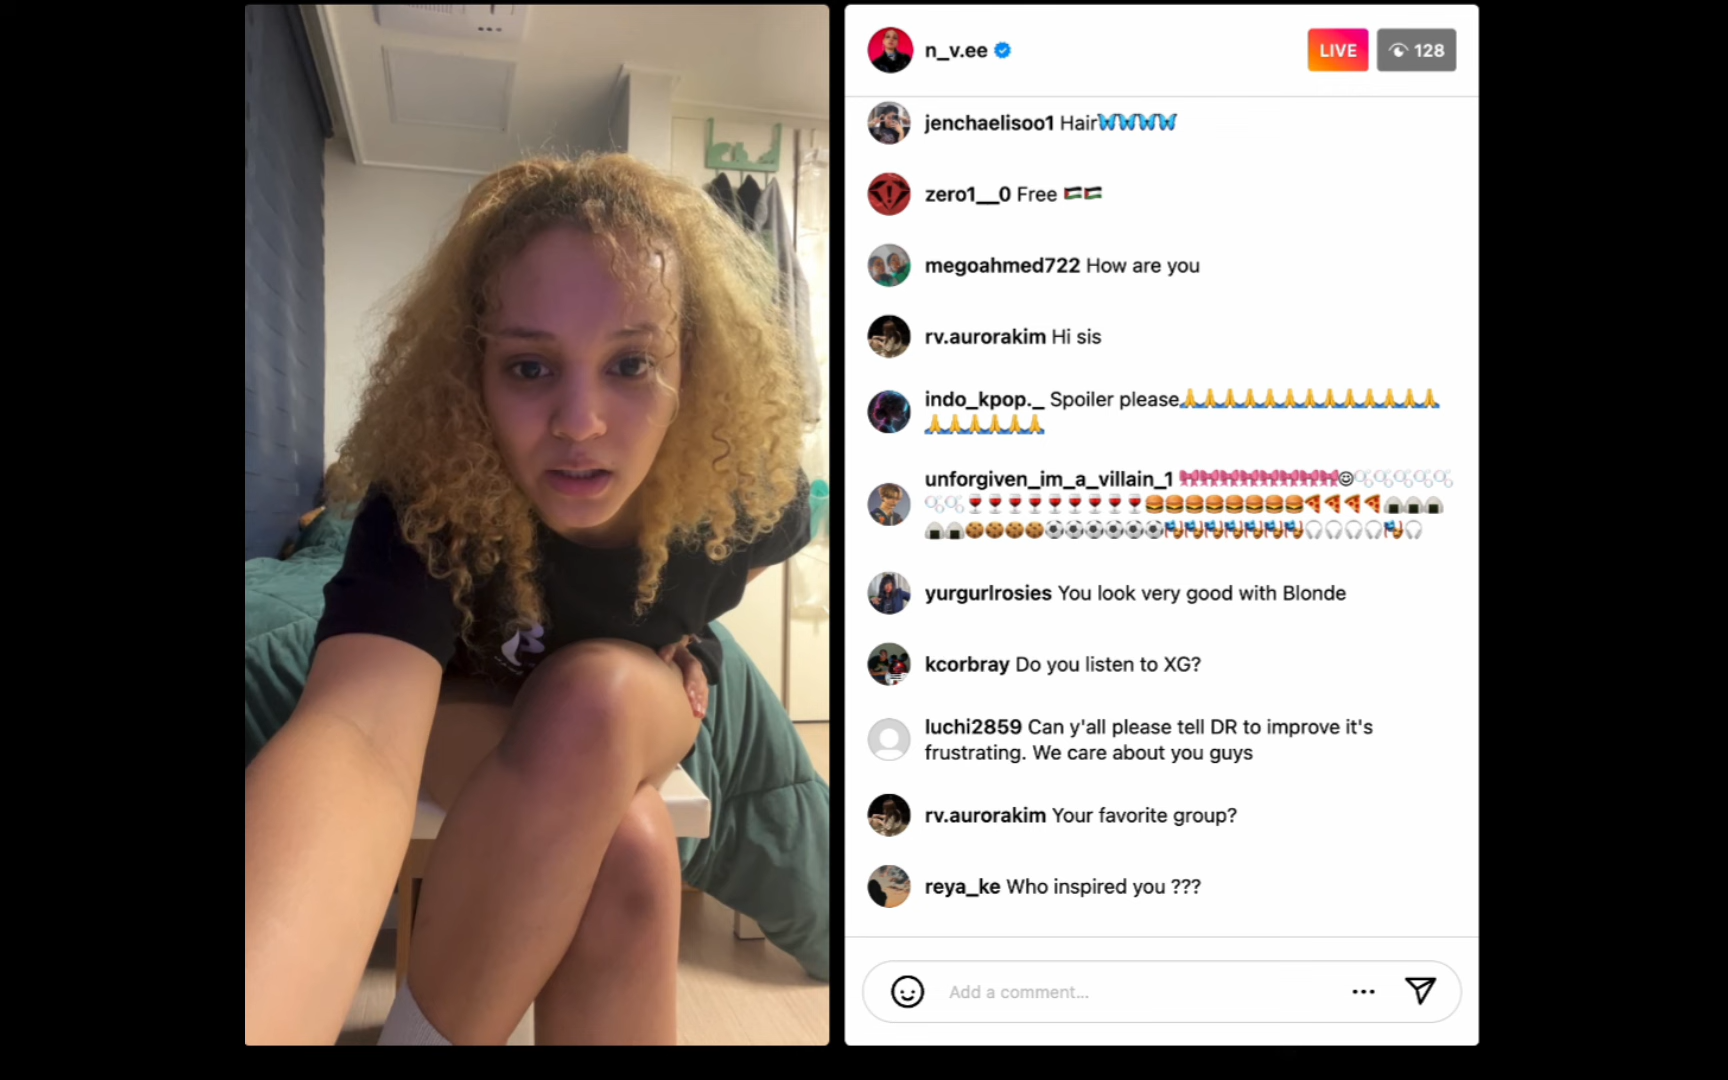 n_v.ee
LIVE
128
jenchaelisoo1 Hair🦋🦋🦋🦋
zero1__0 Free 🇵🇸🇵🇸
megoahmed722 How are you
rv.aurorakim Hi sis
indo_kpop._ Spoiler please🙏🙏🙏🙏🙏🙏🙏🙏🙏🙏🙏🙏🙏
🙏🙏🙏🙏🙏🙏
unforgiven_im_a_villain_1 🎀🎀🎀🎀🎀🎀🎀🎀☺🫧🫧🫧🫧🫧
🫧🫧🍷🍷🍷🍷🍷🍷🍷🍷🍷🍔🍔🍔🍔🍔🍔🍔🍔🍕🍕🍕🍕🍙🍙🍙
🍙🍙🍪🍪🍪🍪⚽⚽⚽⚽⚽⚽🎏🎏🎏🎏🎏🎏🎏🎧🎧🎧🎧🎏🎧
yurgurlrosies You look very good with Blonde
kcorbray Do you listen to XG?
luchi2859 Can y'all please tell DR to improve it's
frustrating. We care about you guys
rv.aurorakim Your favorite group?
reya_ke Who inspired you ???
Add a comment...